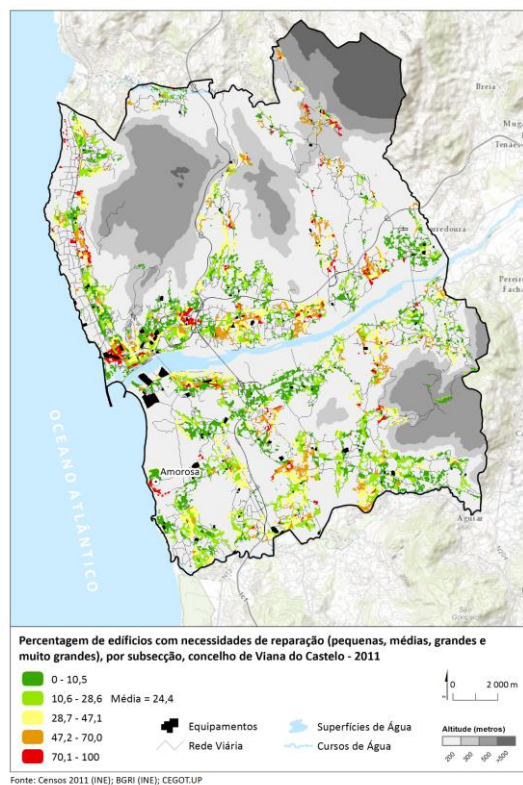 Breia
Pereira
Facha
OCEANO ATLÂNTICO
Amorosa
Aguiar
Percentagem de edifícios com necessidades de reparação (pequenas, médias, grandes e
muito grandes), por subsecção, concelho de Viana do Castelo - 2011
0 - 10,5
10,6 - 28,6 Média = 24,4
28,7 - 47,1
47,2 - 70,0
70,1 - 100
Equipamentos
Rede Viária
Superfícies de Água
Cursos de Água
0 2 000 m
Altitude (metros)
200 300 500 >500
Fonte: Censos 2011 (INE); BGRI (INE); CEGOT.UP